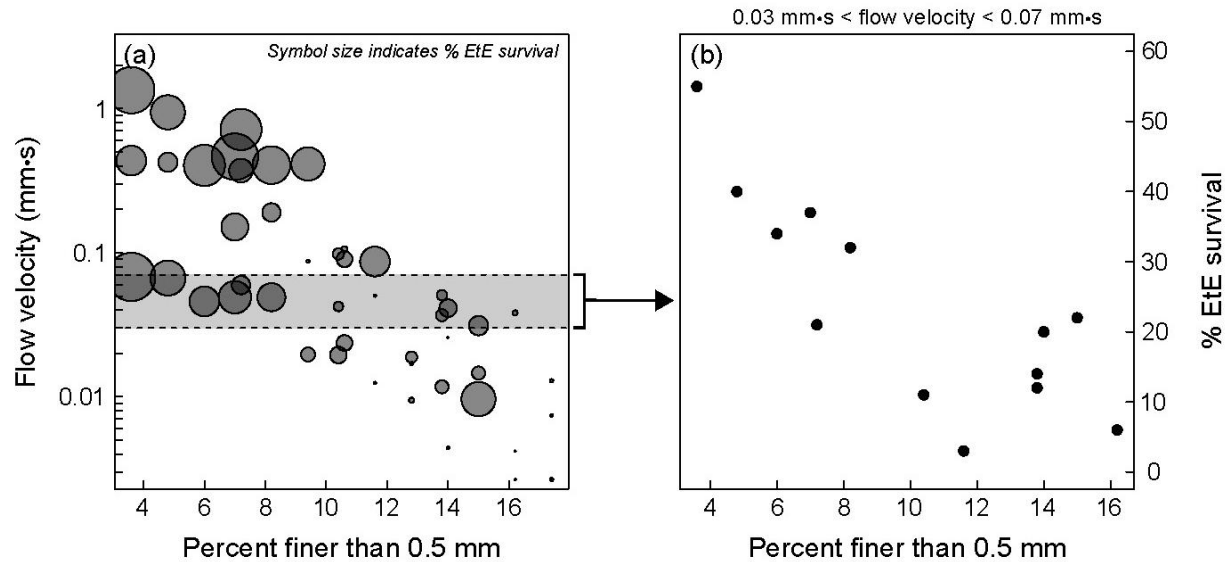 0.03 mm•s < flow velocity < 0.07 mm•s
(a)
Symbol size indicates % EtE survival
Flow velocity (mm•s)
1
0.1
0.01
4 6 8 10 12 14 16
Percent finer than 0.5 mm
(b)
60
50
40
30
20
10
0
% EtE survival
4 6 8 10 12 14 16
Percent finer than 0.5 mm